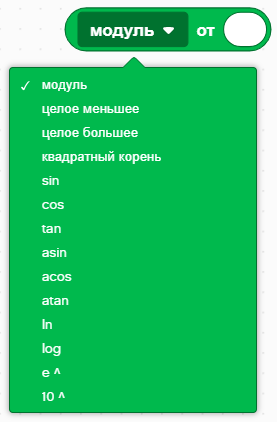 модуль от
✓ модуль
целое меньшее
целое большее
квадратный корень
sin
cos
tan
asin
acos
atan
ln
log
e ^
10 ^